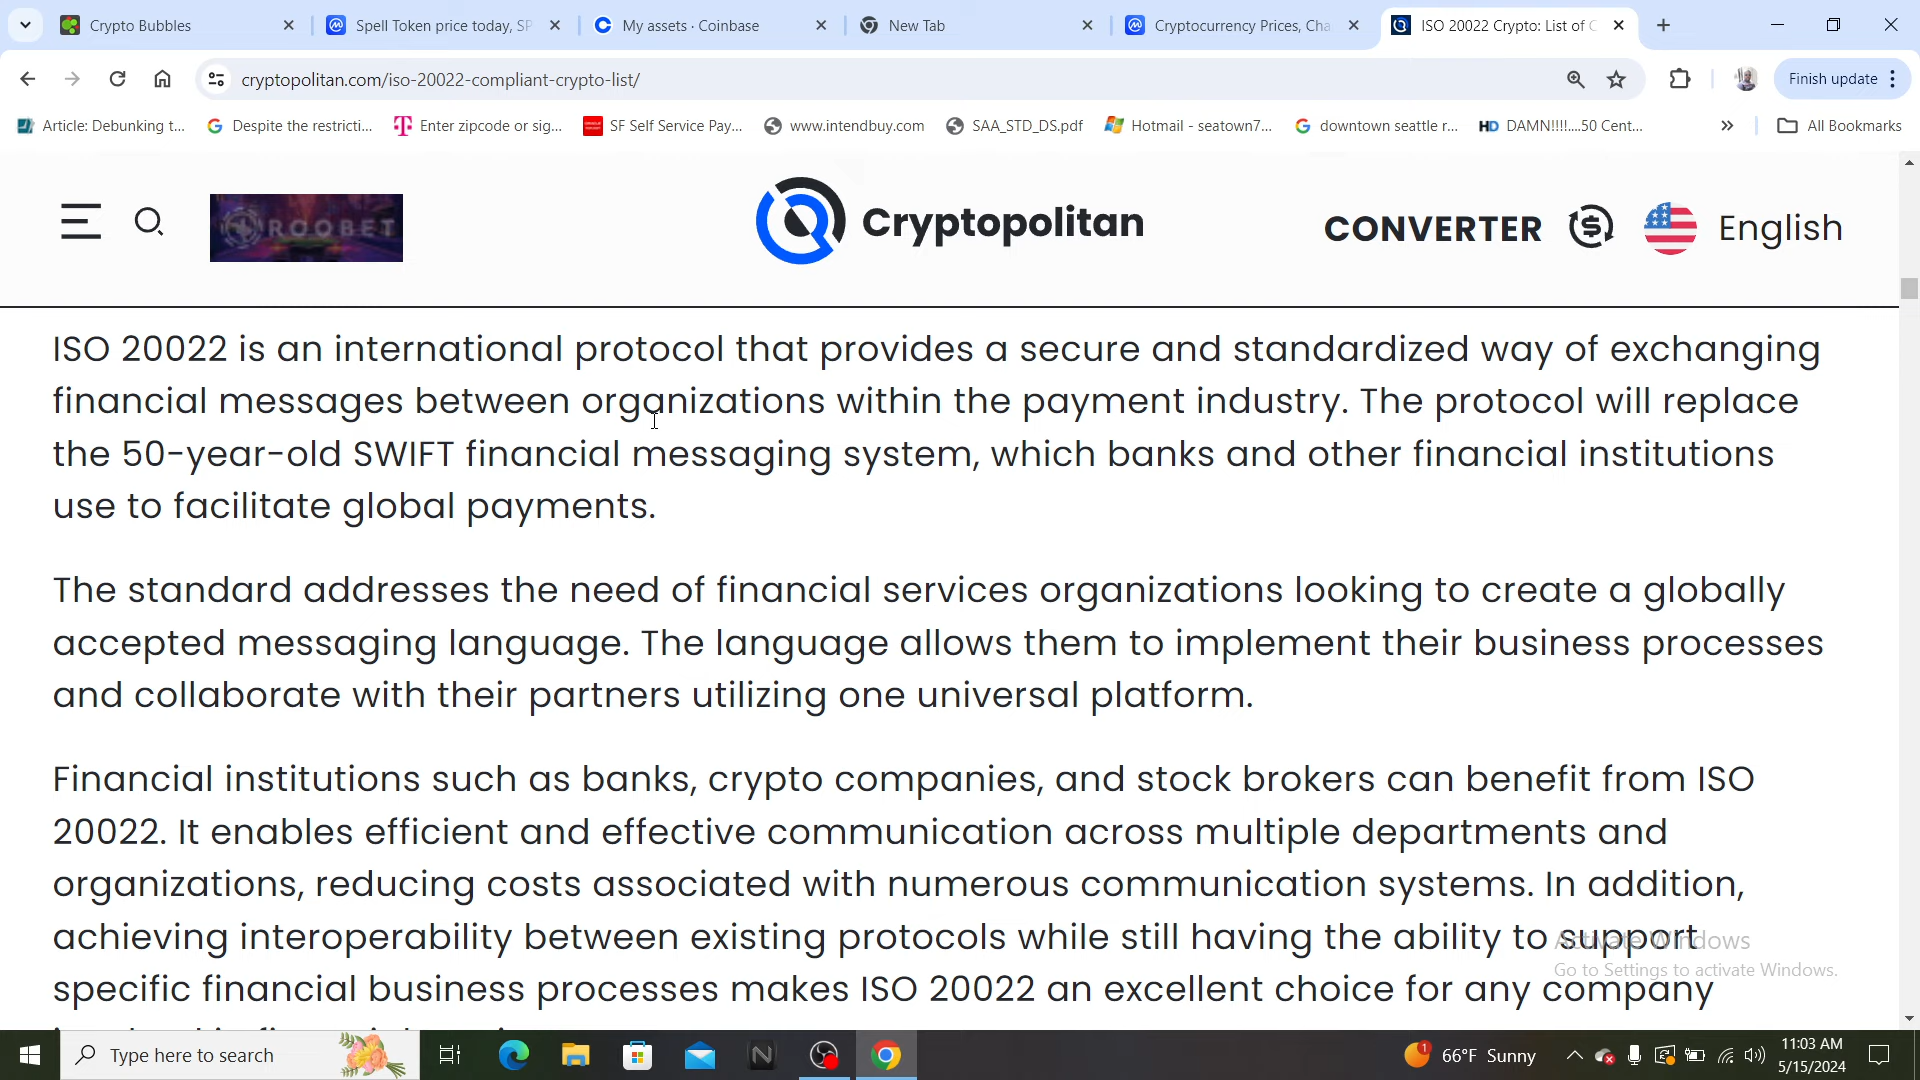 Crypto Bubbles
Spell Token price today, SP
My assets · Coinbase
New Tab
Cryptocurrency Prices, Cha
ISO 20022 Crypto: List of C
cryptopolitan.com/iso-20022-compliant-crypto-list/
Finish update
Article: Debunking t...
Despite the restricti...
Enter zipcode or sig...
SF Self Service Pay...
www.intendbuy.com
SAA_STD_DS.pdf
Hotmail - seatown7...
downtown seattle r...
HD DAMN!!!!....50 Cent...
All Bookmarks
ROOBET
Cryptopolitan
CONVERTER
English
ISO 20022 is an international protocol that provides a secure and standardized way of exchanging
financial messages between organizations within the payment industry. The protocol will replace
the 50-year-old SWIFT financial messaging system, which banks and other financial institutions
use to facilitate global payments.
The standard addresses the need of financial services organizations looking to create a globally
accepted messaging language. The language allows them to implement their business processes
and collaborate with their partners utilizing one universal platform.
Financial institutions such as banks, crypto companies, and stock brokers can benefit from ISO
20022. It enables efficient and effective communication across multiple departments and
organizations, reducing costs associated with numerous communication systems. In addition,
achieving interoperability between existing protocols while still having the ability to support
specific financial business processes makes ISO 20022 an excellent choice for any company
Activate Windows
Go to Settings to activate Windows.
Type here to search
1
66°F Sunny
11:03 AM
5/15/2024